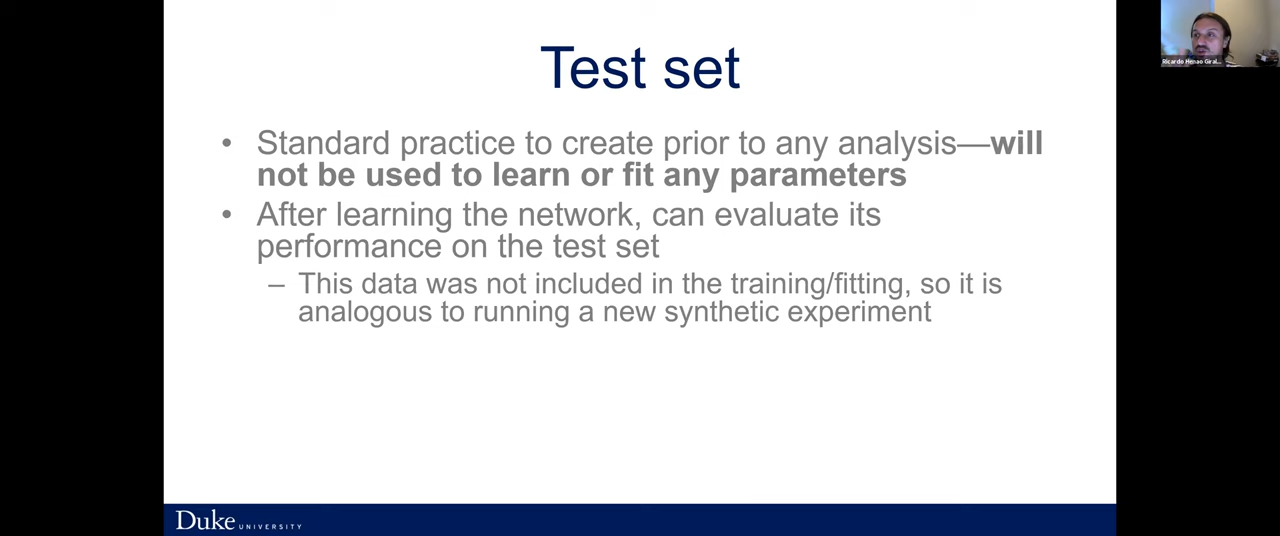 Test set
Ricardo Henao Giral...
• Standard practice to create prior to any analysis—will
not be used to learn or fit any parameters
• After learning the network, can evaluate its
performance on the test set
– This data was not included in the training/fitting, so it is
analogous to running a new synthetic experiment
Duke UNIVERSITY